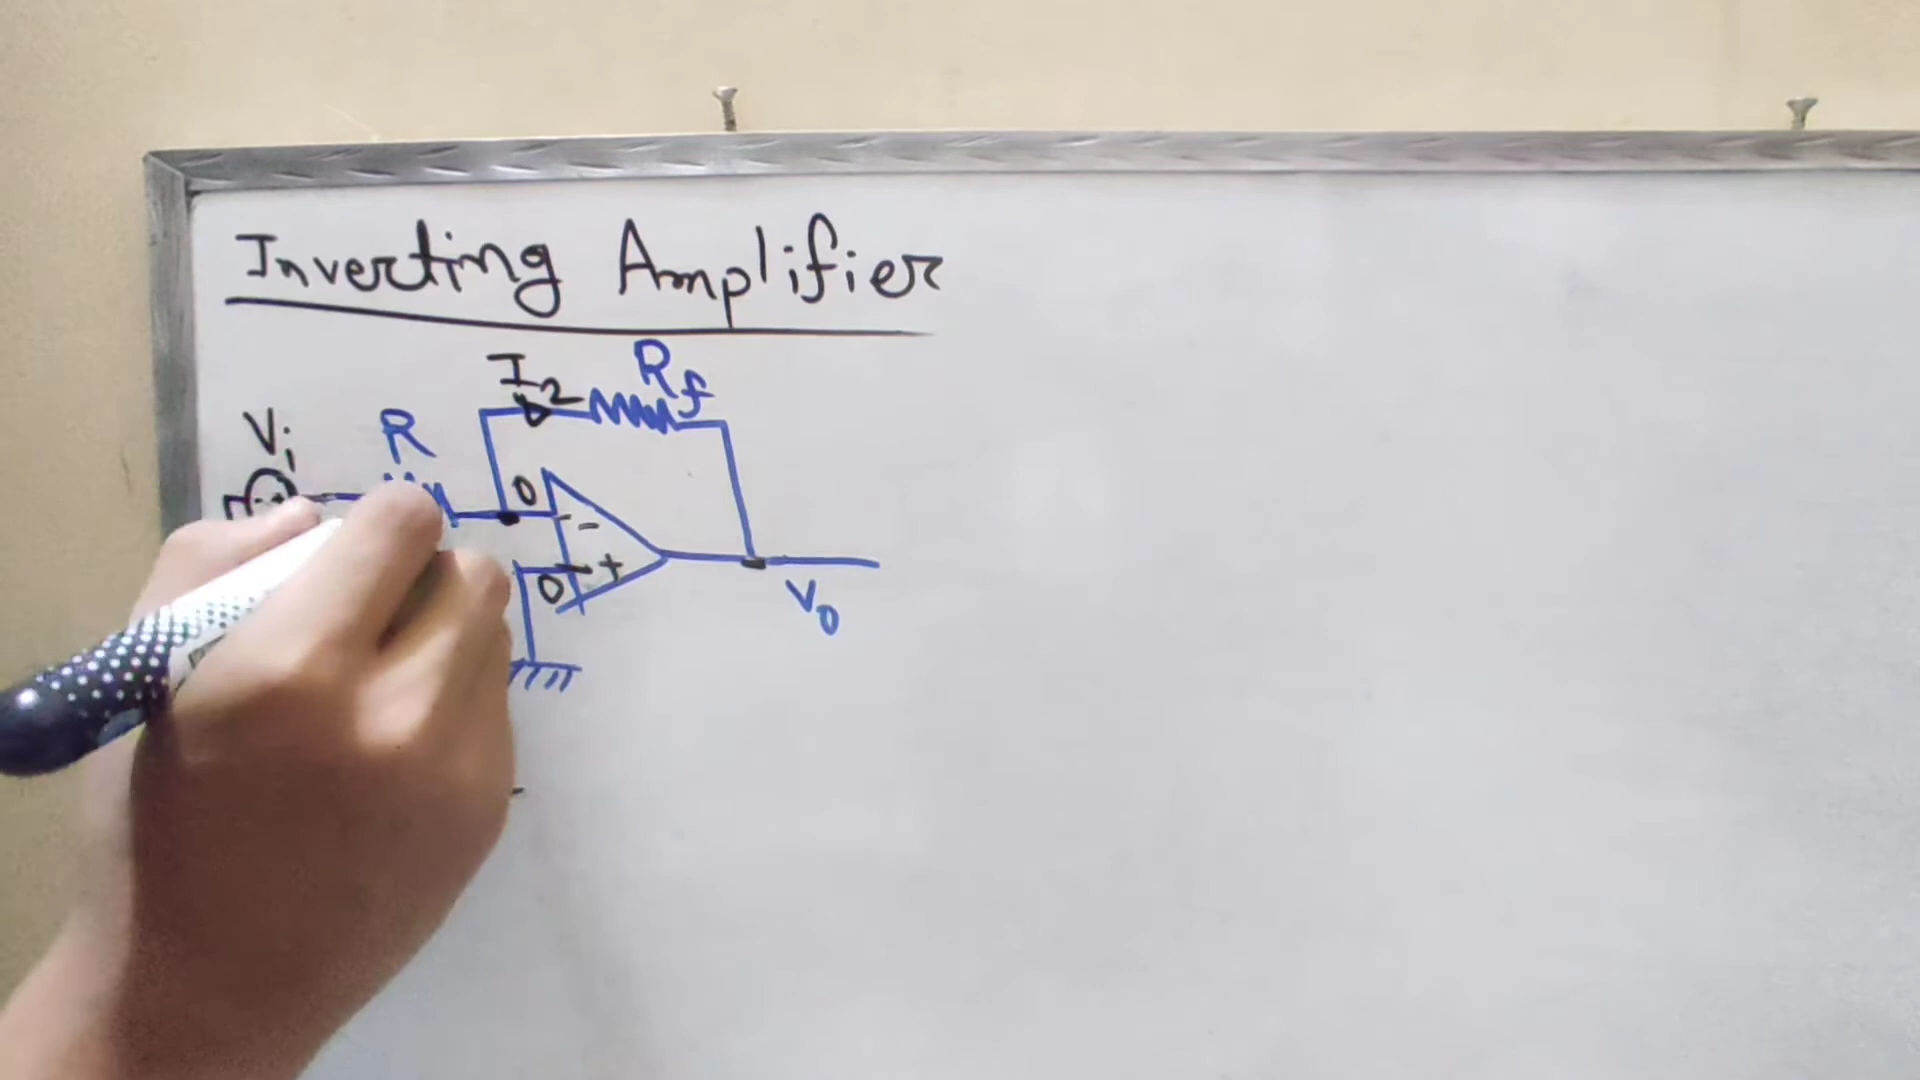 Inverting Amplifier
I2 Rf
Vi R
0
-
+
0
V0